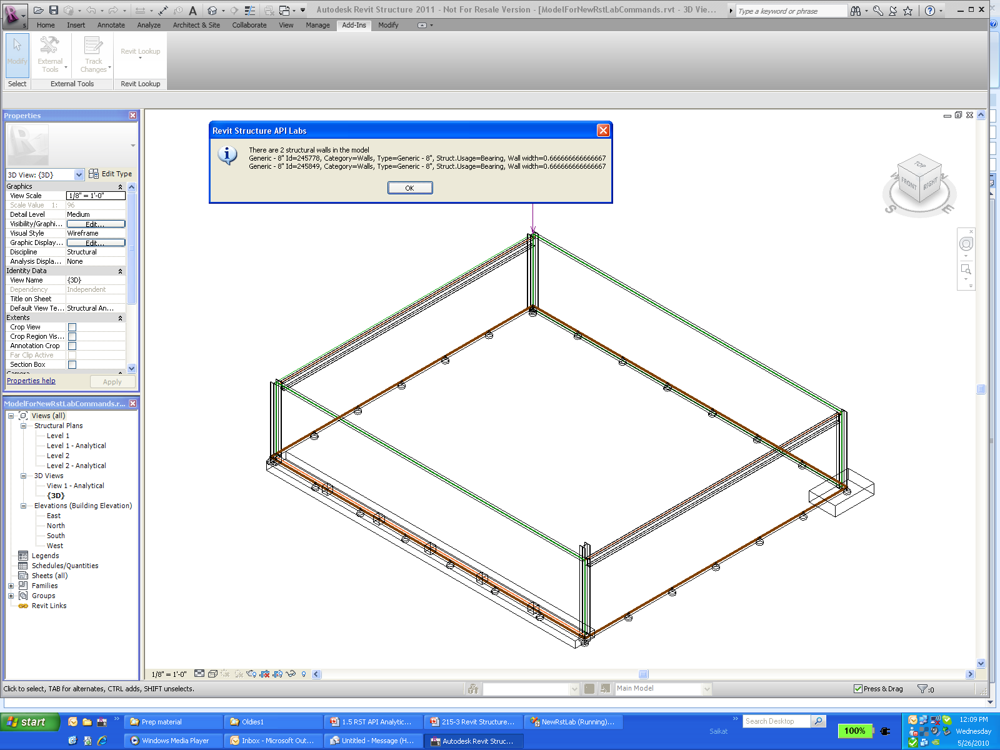 Autodesk Revit Structure 2011 - Not For Resale Version - [ModelForNewRstLabCommands.rvt - 3D Vie...
Type a keyword or phrase
Home Insert Annotate Analyze Architect & Site Collaborate View Manage Add-Ins Modify
Modify
External Tools
Track Changes
Revit Lookup
Select External Tools Revit Lookup
Properties
3D View: {3D}
Edit Type
Graphics
View Scale 1/8" = 1'-0"
Scale Value 1: 96
Detail Level Medium
Visibility/Graphi... Edit...
Visual Style Wireframe
Graphic Display... Edit...
Discipline Structural
Analysis Displa... None
Identity Data
View Name {3D}
Dependency Independent
Title on Sheet
Default View Te... Structural An...
Extents
Crop View
Crop Region Vis...
Annotation Crop
Far Clip Active
Section Box
Camera
Properties help
Apply
ModelForNewRstLabCommands.r...
Views (all)
Structural Plans
Level 1
Level 1 - Analytical
Level 2
Level 2 - Analytical
3D Views
View 1 - Analytical
{3D}
Elevations (Building Elevation)
East
North
South
West
Legends
Schedules/Quantities
Sheets (all)
Families
Groups
Revit Links
Revit Structure API Labs
There are 2 structural walls in the model
Generic - 8" Id=245778, Category=Walls, Type=Generic - 8", Struct.Usage=Bearing, Wall width=0.666666666666667
Generic - 8" Id=245849, Category=Walls, Type=Generic - 8", Struct.Usage=Bearing, Wall width=0.666666666666667
OK
TOP
FRONT
RIGHT
W
N
S
E
1/8" = 1'-0"
Click to select, TAB for alternates, CTRL adds, SHIFT unselects.
Main Model
Press & Drag
:0
start
Prep material
Oldies1
1.5 RST API Analytic...
215-3 Revit Structure...
NewRstLab (Running)...
Windows Media Player
Inbox - Microsoft Out...
Untitled - Message (H...
Autodesk Revit Struc...
Saikat
Search Desktop
100%
12:09 PM
Wednesday
5/26/2010